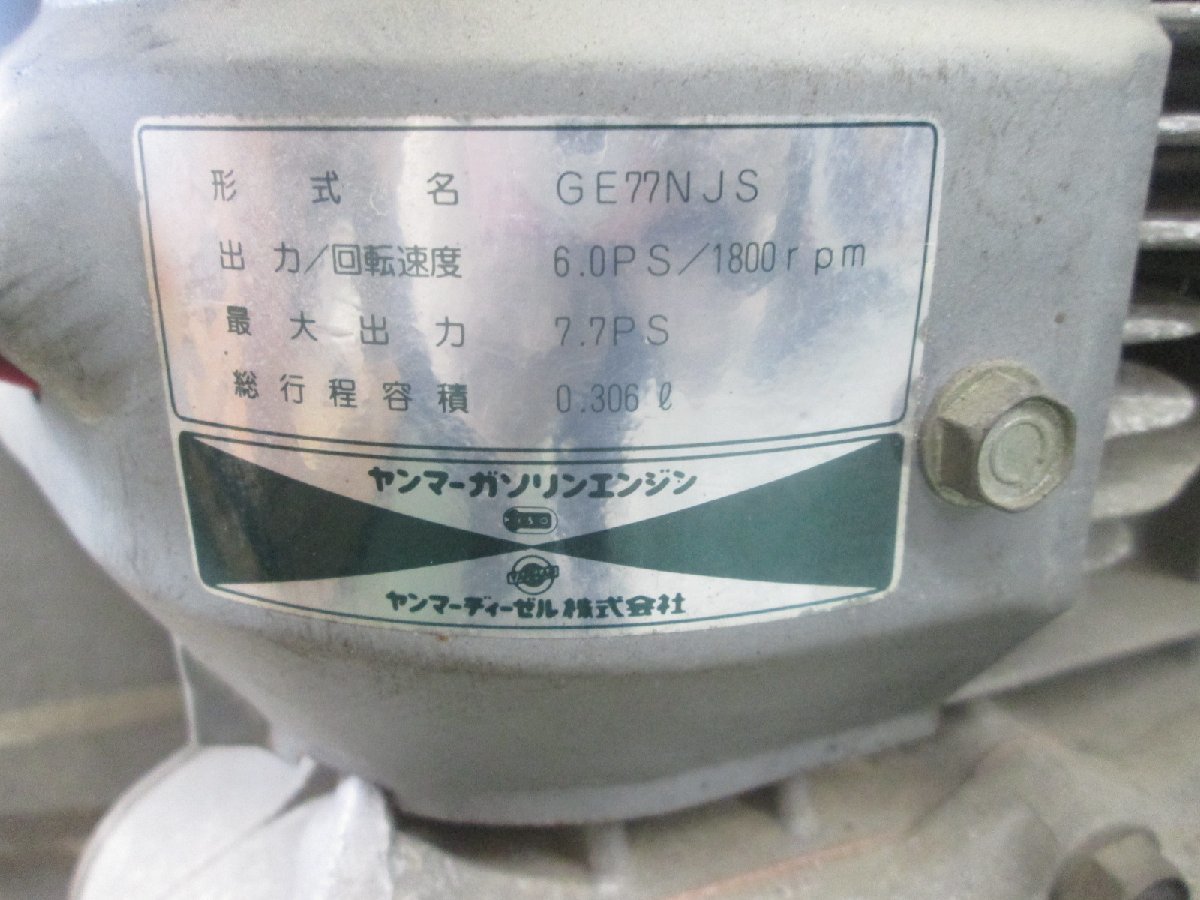 形式名 GE77NJS
出力/回転速度 6.0PS/1800rpm
最大出力 7.7PS
総行程容積 0.306ℓ
ヤンマーガソリンエンジン
ヤンマーディーゼル株式会社